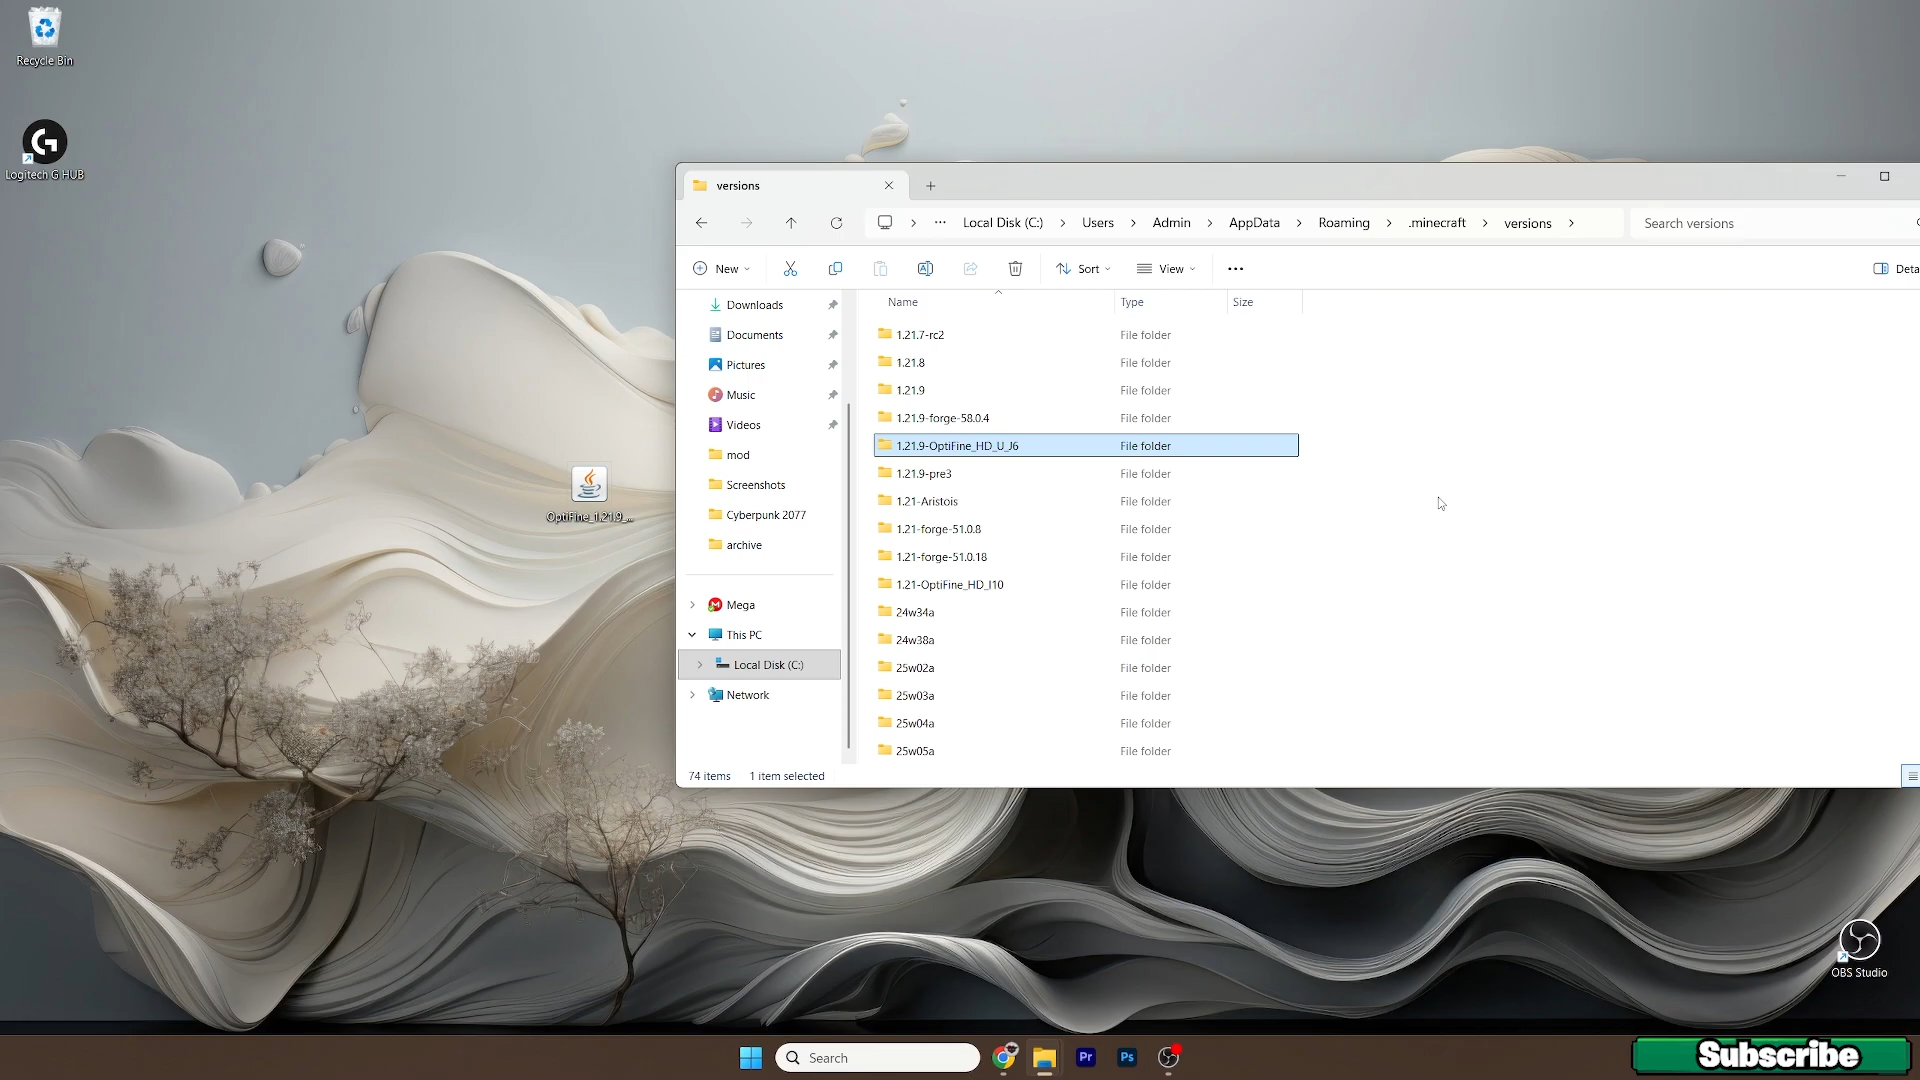 Recycle Bin
Logitech G HUB
OptiFine_1.21.9_...
versions
Local Disk (C:) Users Admin AppData Roaming .minecraft versions
Search versions
New
Sort
View
Deta
Downloads
Documents
Pictures
Music
Videos
mod
Screenshots
Cyberpunk 2077
archive
Mega
This PC
Local Disk (C:)
Network
Name Type Size
1.21.7-rc2 File folder
1.21.8 File folder
1.21.9 File folder
1.21.9-forge-58.0.4 File folder
1.21.9-OptiFine_HD_U_J6 File folder
1.21.9-pre3 File folder
1.21-Aristois File folder
1.21-forge-51.0.8 File folder
1.21-forge-51.0.18 File folder
1.21-OptiFine_HD_I10 File folder
24w34a File folder
24w38a File folder
25w02a File folder
25w03a File folder
25w04a File folder
25w05a File folder
74 items 1 item selected
OBS Studio
Search
Pr
Ps
Subscribe